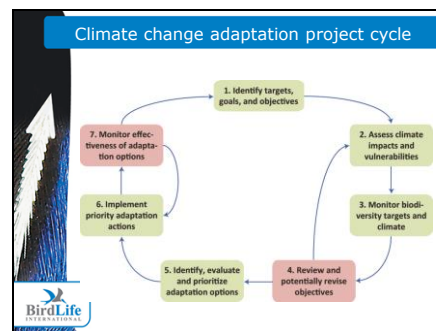 Climate change adaptation project cycle
1. Identify targets,
goals, and objectives
2. Assess climate
impacts and
vulnerabilities
3. Monitor biodi-
versity targets and
climate
4. Review and
potentially revise
objectives
5. Identify, evaluate
and prioritize
adaptation options
6. Implement
priority adaptation
actions
7. Monitor effec-
tiveness of adapta-
tion options
BirdLife
INTERNATIONAL